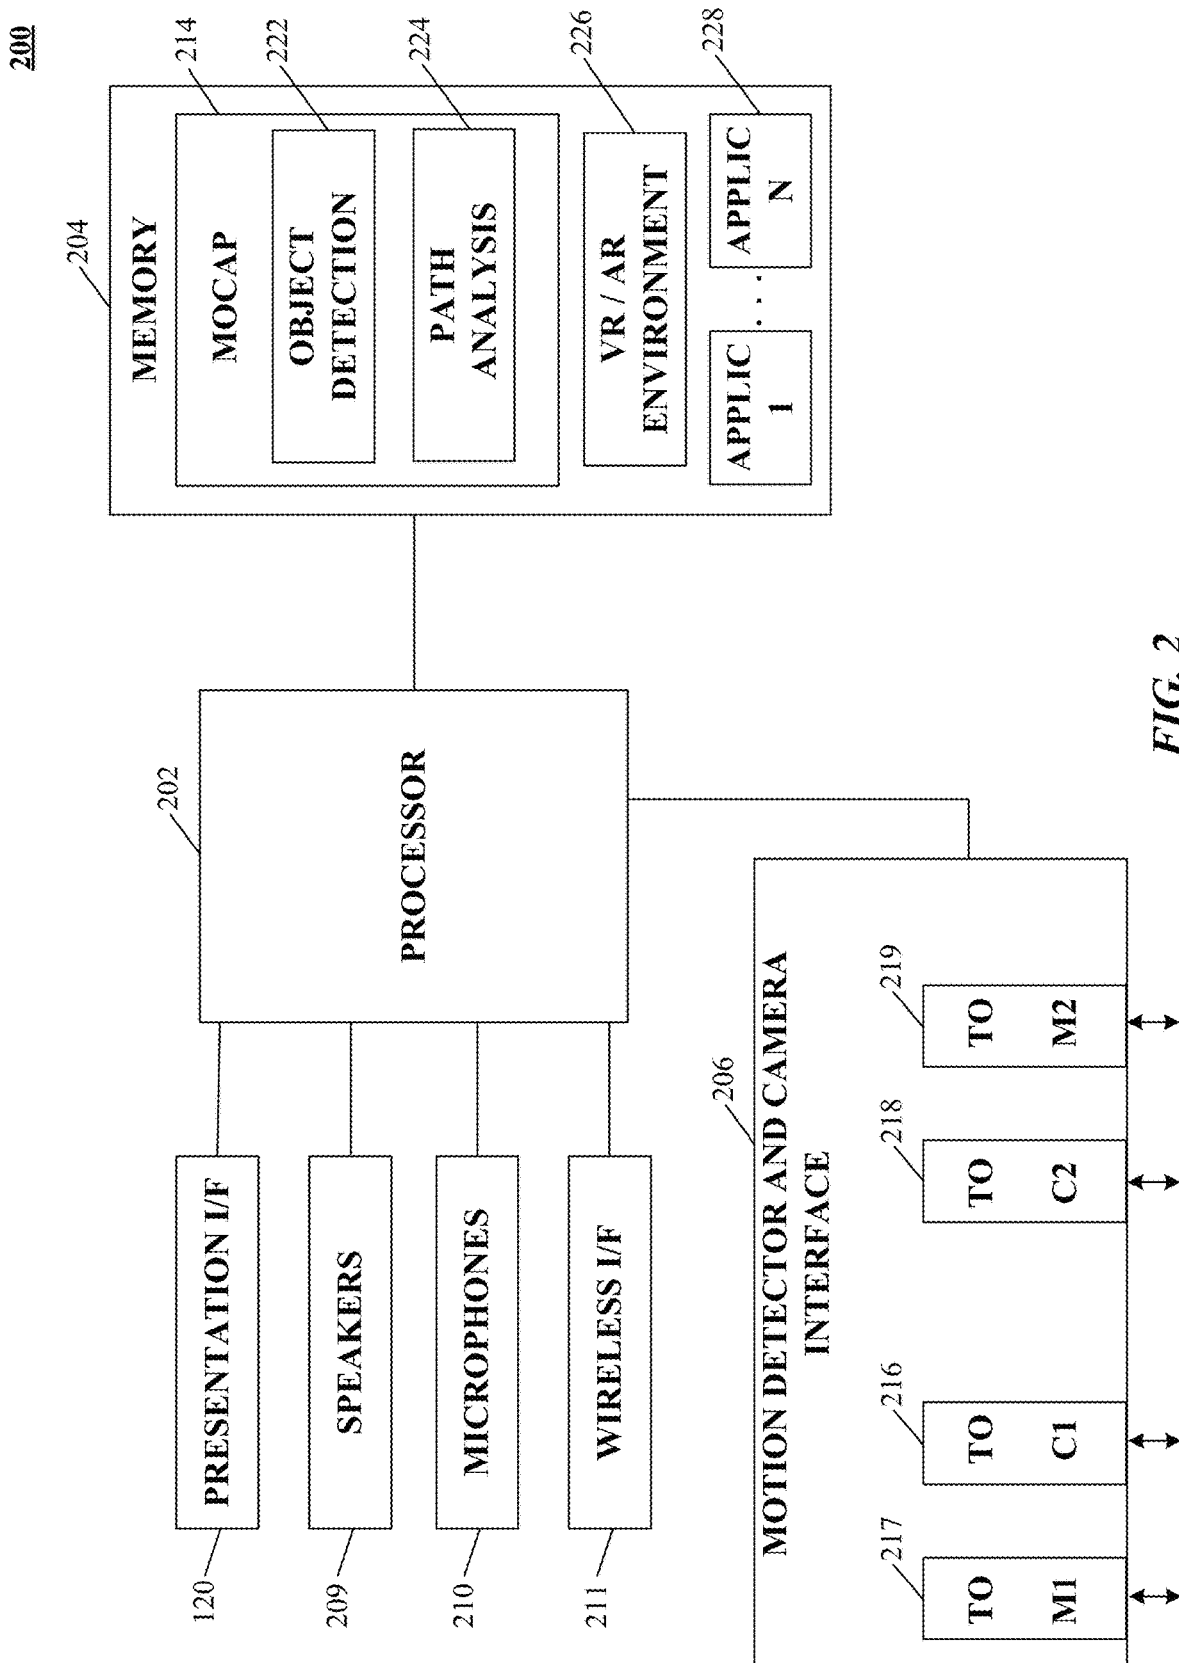 200
120
PRESENTATION I/F
209
SPEAKERS
210
MICROPHONES
211
WIRELESS I/F
202
PROCESSOR
204
MEMORY
214
MOCAP
222
OBJECT
DETECTION
224
PATH
ANALYSIS
226
VR / AR
ENVIRONMENT
228
APPLIC
1
. . .
APPLIC
N
206
MOTION DETECTOR AND CAMERA
INTERFACE
217
TO
M1
216
TO
C1
218
TO
C2
219
TO
M2
FIG. 2